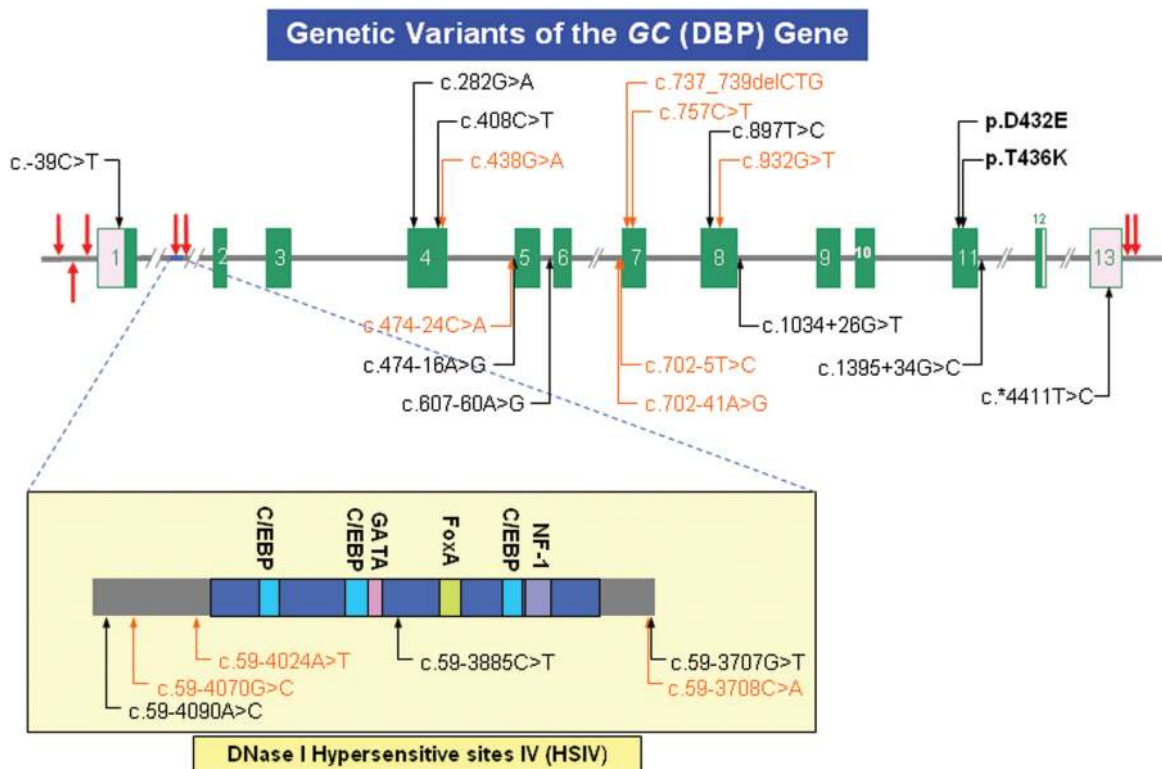 Genetic Variants of the GC (DBP) Gene
c.282G>A
c.737_739delCTG
c.408C>T
c.757C>T
c.897T>C
p.D432E
c.-39C>T
c.438G>A
c.932G>T
p.T436K
1
2
3
4
5
6
7
8
9
10
11
12
13
c.474-24C>A
c.1034+26G>T
c.474-16A>G
c.702-5T>C
c.1395+34G>C
c.607-60A>G
c.702-41A>G
c.*4411T>C
C/EBP
C/EBP
GATA
FoxA
C/EBP
NF-1
c.59-4024A>T
c.59-3885C>T
c.59-3707G>T
c.59-4070G>C
c.59-3708C>A
c.59-4090A>C
DNase I Hypersensitive sites IV (HSIV)